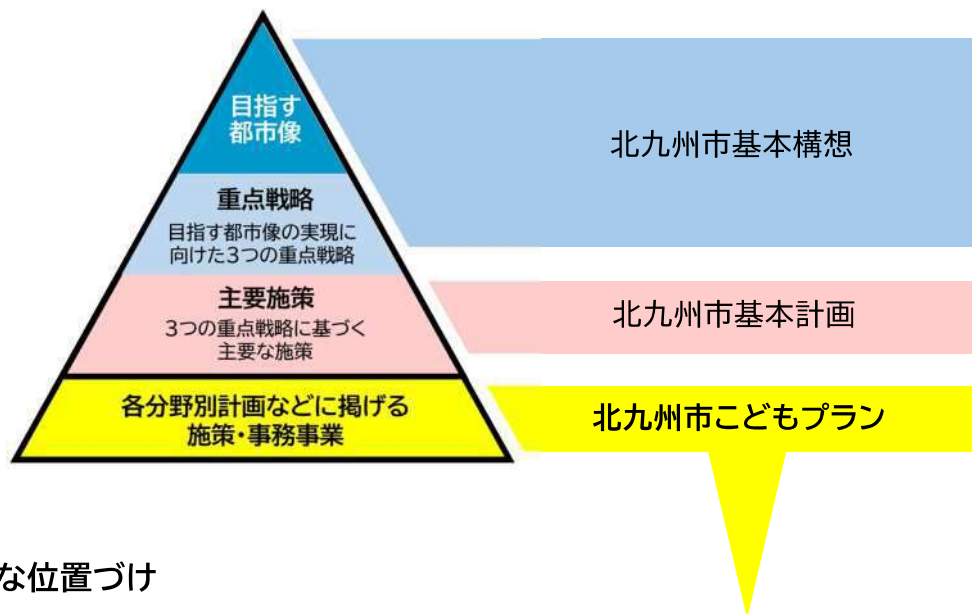 目指す
都市像
重点戦略
目指す都市像の実現に
向けた3つの重点戦略
主要施策
3つの重点戦略に基づく
主要な施策
各分野別計画などに掲げる
施策・事務事業
北九州市基本構想
北九州市基本計画
北九州市こどもプラン
な位置づけ